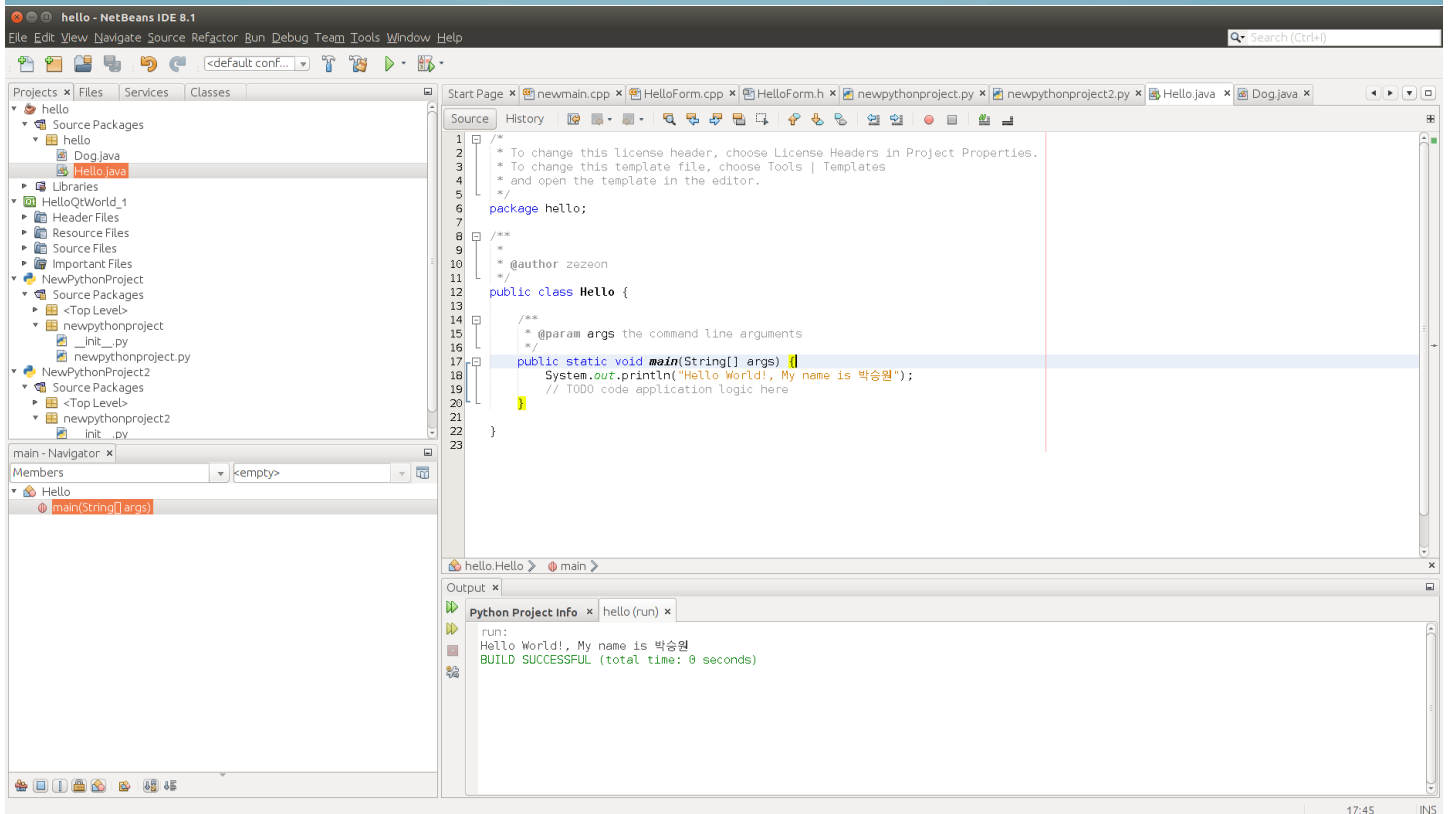 hello - NetBeans IDE 8.1
File Edit View Navigate Source Refactor Run Debug Team Tools Window Help
Search (Ctrl+I)
<default conf...
Projects Files Services Classes
hello
Source Packages
hello
Dog.java
Hello.java
Libraries
HelloQtWorld_1
Header Files
Resource Files
Source Files
Important Files
NewPythonProject
Source Packages
<Top Level>
newpythonproject
__init__.py
newpythonproject.py
NewPythonProject2
Source Packages
<Top Level>
newpythonproject2
__init__.py
main - Navigator
Members <empty>
Hello
main(String[] args)
Start Page newmain.cpp HelloForm.cpp HelloForm.h newpythonproject.py newpythonproject2.py Hello.java Dog.java
Source History
1 /*
2 * To change this license header, choose License Headers in Project Properties.
3 * To change this template file, choose Tools | Templates
4 * and open the template in the editor.
5 */
6 package hello;
7
8 /**
9 *
10 * @author zezeon
11 */
12 public class Hello {
13
14 /**
15 * @param args the command line arguments
16 */
17 public static void main(String[] args) {
18 System.out.println("Hello World!, My name is 박승원");
19 // TODO code application logic here
20 }
21
22 }
23
hello.Hello main
Output
Python Project Info hello (run)
run:
Hello World!, My name is 박승원
BUILD SUCCESSFUL (total time: 0 seconds)
17:45 INS